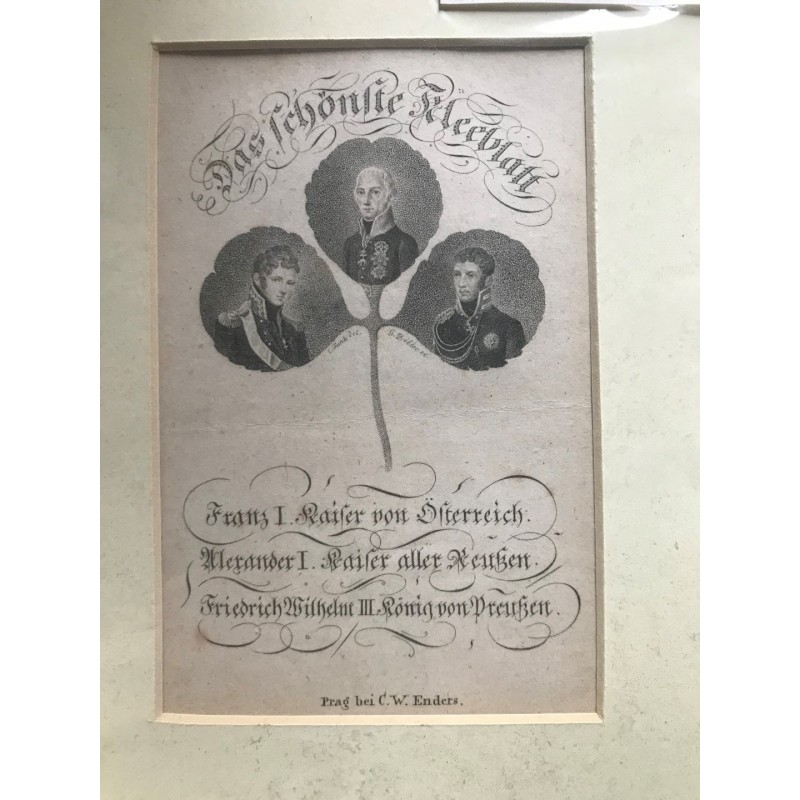 Das schönste Kleeblatt
Franz I. Kaiser von Österreich.
Alexander I. Kaiser aller Reußen.
Friedrich Wilhelm III. König von Preußen.
Prag bei C. W. Enders.